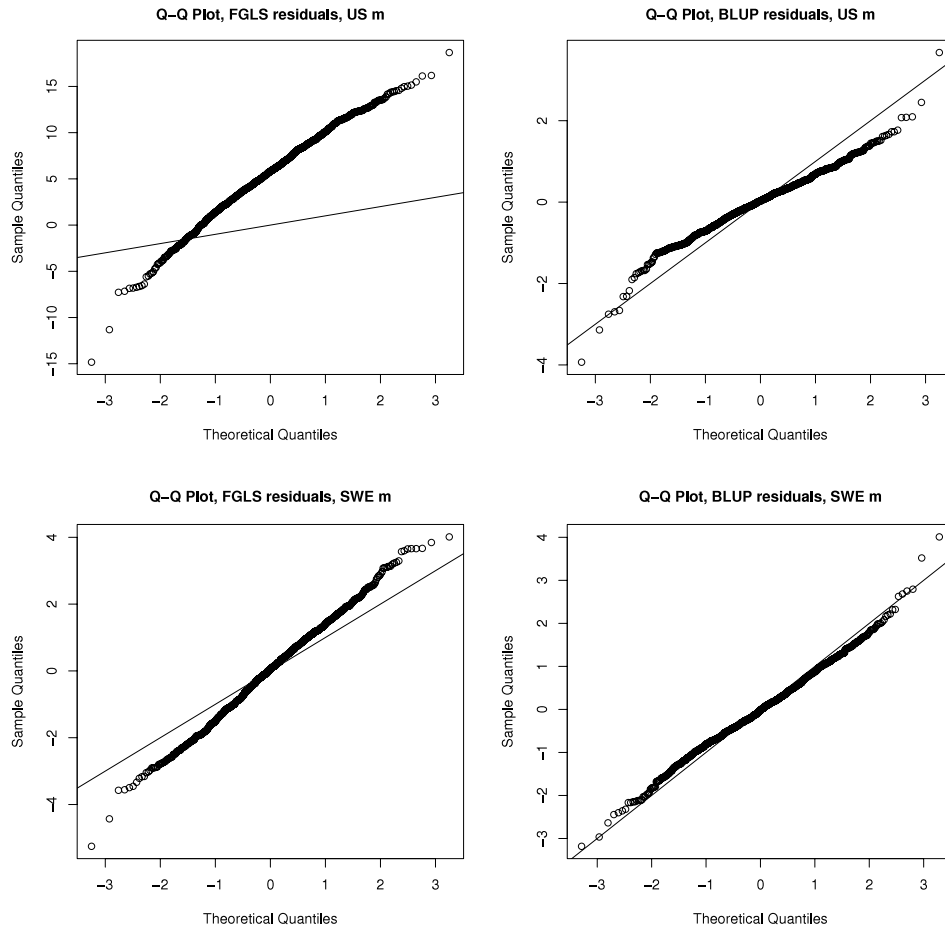 Q−Q Plot, FGLS residuals, US m
Sample Quantiles
15
10
5
0
−5
−10
−15
−3 −2 −1 0 1 2 3
Theoretical Quantiles
Q−Q Plot, BLUP residuals, US m
Sample Quantiles
2
0
−2
−4
−3 −2 −1 0 1 2 3
Theoretical Quantiles
Q−Q Plot, FGLS residuals, SWE m
Sample Quantiles
4
2
0
−2
−4
−3 −2 −1 0 1 2 3
Theoretical Quantiles
Q−Q Plot, BLUP residuals, SWE m
Sample Quantiles
4
3
2
1
0
−1
−2
−3
−3 −2 −1 0 1 2 3
Theoretical Quantiles